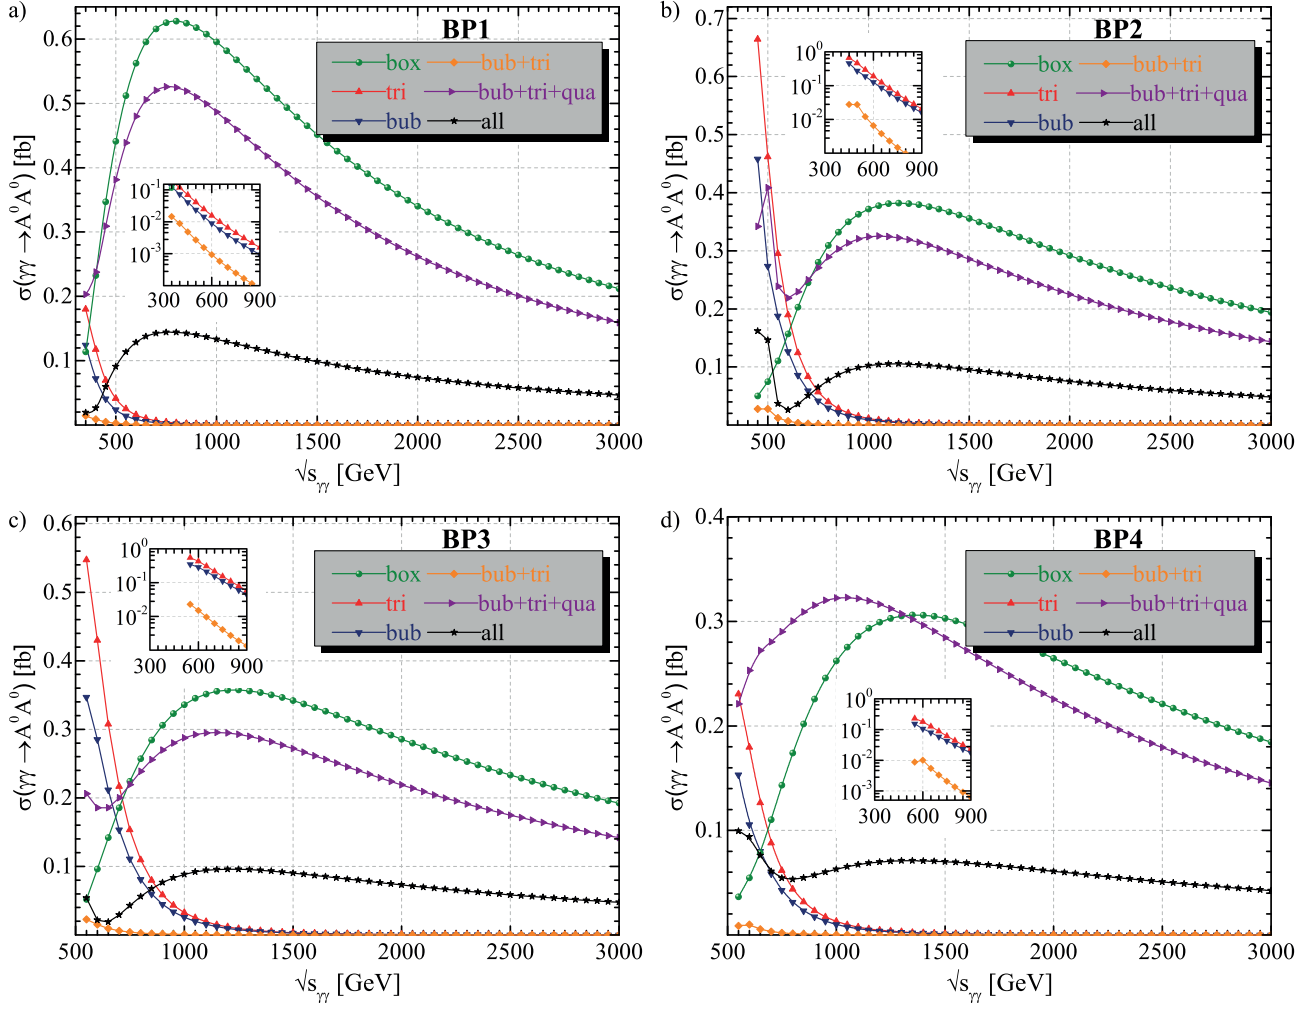 a)
BP1
box
bub+tri
tri
bub+tri+qua
bub
all
σ(γγ→A⁰A⁰) [fb]
0.6
0.5
0.4
0.3
0.2
0.1
10⁻¹
10⁻²
10⁻³
300 600 900
500 1000 1500 2000 2500 3000
√sγγ [GeV]
b)
BP2
box
bub+tri
tri
bub+tri+qua
bub
all
σ(γγ→A⁰A⁰) [fb]
0.7
0.6
0.5
0.4
0.3
0.2
0.1
10⁰
10⁻¹
10⁻²
300 600 900
500 1000 1500 2000 2500 3000
√sγγ [GeV]
c)
BP3
box
bub+tri
tri
bub+tri+qua
bub
all
σ(γγ→A⁰A⁰) [fb]
0.6
0.5
0.4
0.3
0.2
0.1
10⁰
10⁻¹
10⁻²
300 600 900
500 1000 1500 2000 2500 3000
√sγγ [GeV]
d)
BP4
box
bub+tri
tri
bub+tri+qua
bub
all
σ(γγ→A⁰A⁰) [fb]
0.4
0.3
0.2
0.1
10⁰
10⁻¹
10⁻²
10⁻³
300 600 900
500 1000 1500 2000 2500 3000
√sγγ [GeV]